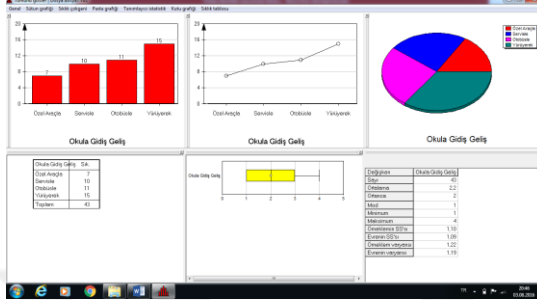 Genel Sütun grafiği Sıklık çizgesi Pasta grafiği Tanımlayıcı istatistik Kutu grafiği Sıklık tablosu
20
16
12
8
4
0
7
10
11
15
Özel Araçla Servisle Otobüsle Yürüyerek
Okula Gidiş Geliş
20
16
12
8
4
0
Özel Araçla Servisle Otobüsle Yürüyerek
Okula Gidiş Geliş
Özel Araçla
Servisle
Otobüsle
Yürüyerek
Okula Gidiş Geliş
Okula Gidiş Geliş Sık.
Özel Araçla 7
Servisle 10
Otobüsle 11
Yürüyerek 15
Toplam 43
Okula Gidiş Geliş
0 1 2 3 4 5
Değişken Okula Gidiş Geliş
Sayı 43
Ortalama 2,2
Ortanca 2
Mod 1
Minimum 1
Maksimum 4
Örneklemin SS'sı 1,10
Evrenin SS'sı 1,09
Örneklem varyansı 1,22
Evrenin varyansı 1,19
TR
20:46
03.08.2016